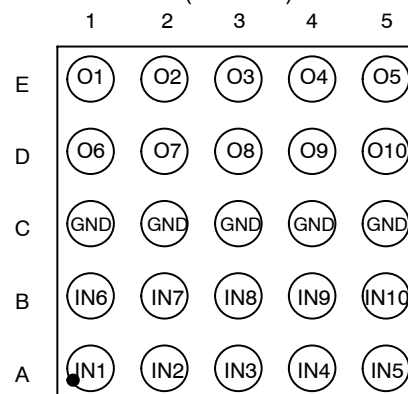 1 2 3 4 5
E O1 O2 O3 O4 O5
D O6 O7 O8 O9 O10
C GND GND GND GND GND
B IN6 IN7 IN8 IN9 IN10
A IN1 IN2 IN3 IN4 IN5